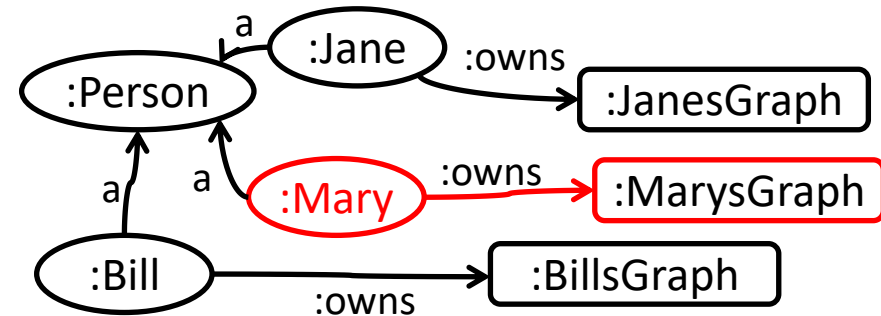 a
:Jane
:owns
:Person
:JanesGraph
a
a
:Mary
:owns
:MarysGraph
:Bill
:owns
:BillsGraph